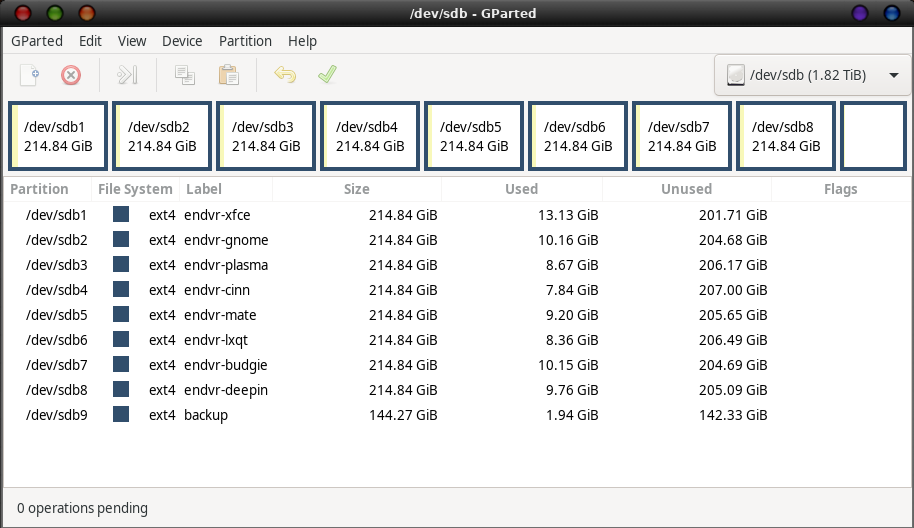 /dev/sdb - GParted
GParted Edit View Device Partition Help
/dev/sdb (1.82 TiB)
/dev/sdb1 /dev/sdb2 /dev/sdb3 /dev/sdb4 /dev/sdb5 /dev/sdb6 /dev/sdb7 /dev/sdb8
214.84 GiB 214.84 GiB 214.84 GiB 214.84 GiB 214.84 GiB 214.84 GiB 214.84 GiB 214.84 GiB
Partition File System Label Size Used Unused Flags
/dev/sdb1 ext4 endvr-xfce 214.84 GiB 13.13 GiB 201.71 GiB
/dev/sdb2 ext4 endvr-gnome 214.84 GiB 10.16 GiB 204.68 GiB
/dev/sdb3 ext4 endvr-plasma 214.84 GiB 8.67 GiB 206.17 GiB
/dev/sdb4 ext4 endvr-cinn 214.84 GiB 7.84 GiB 207.00 GiB
/dev/sdb5 ext4 endvr-mate 214.84 GiB 9.20 GiB 205.65 GiB
/dev/sdb6 ext4 endvr-lxqt 214.84 GiB 8.36 GiB 206.49 GiB
/dev/sdb7 ext4 endvr-budgie 214.84 GiB 10.15 GiB 204.69 GiB
/dev/sdb8 ext4 endvr-deepin 214.84 GiB 9.76 GiB 205.09 GiB
/dev/sdb9 ext4 backup 144.27 GiB 1.94 GiB 142.33 GiB
0 operations pending